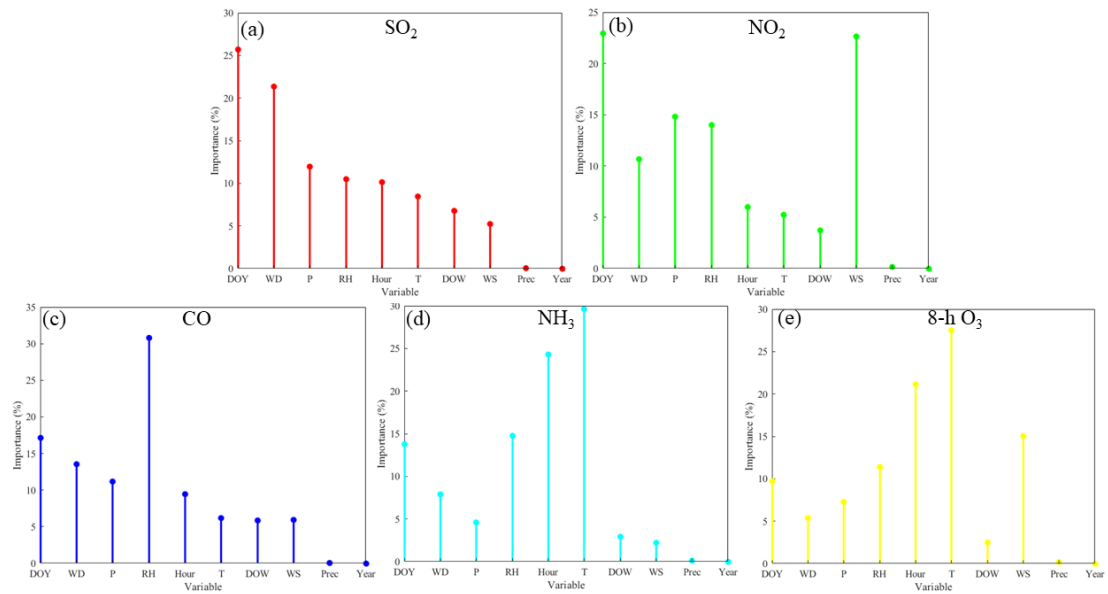 (a) SO₂
30
25
20
15
10
5
0
Importance (%)
DOY WD P RH Hour T DOW WS Prec Year
Variable
(b) NO₂
25
20
15
10
5
0
Importance (%)
DOY WD P RH Hour T DOW WS Prec Year
Variable
(c) CO
35
30
25
20
15
10
5
0
Importance (%)
DOY WD P RH Hour T DOW WS Prec Year
Variable
(d) NH₃
30
25
20
15
10
5
0
Importance (%)
DOY WD P RH Hour T DOW WS Prec Year
Variable
(e) 8-h O₃
30
25
20
15
10
5
0
Importance (%)
DOY WD P RH Hour T DOW WS Prec Year
Variable